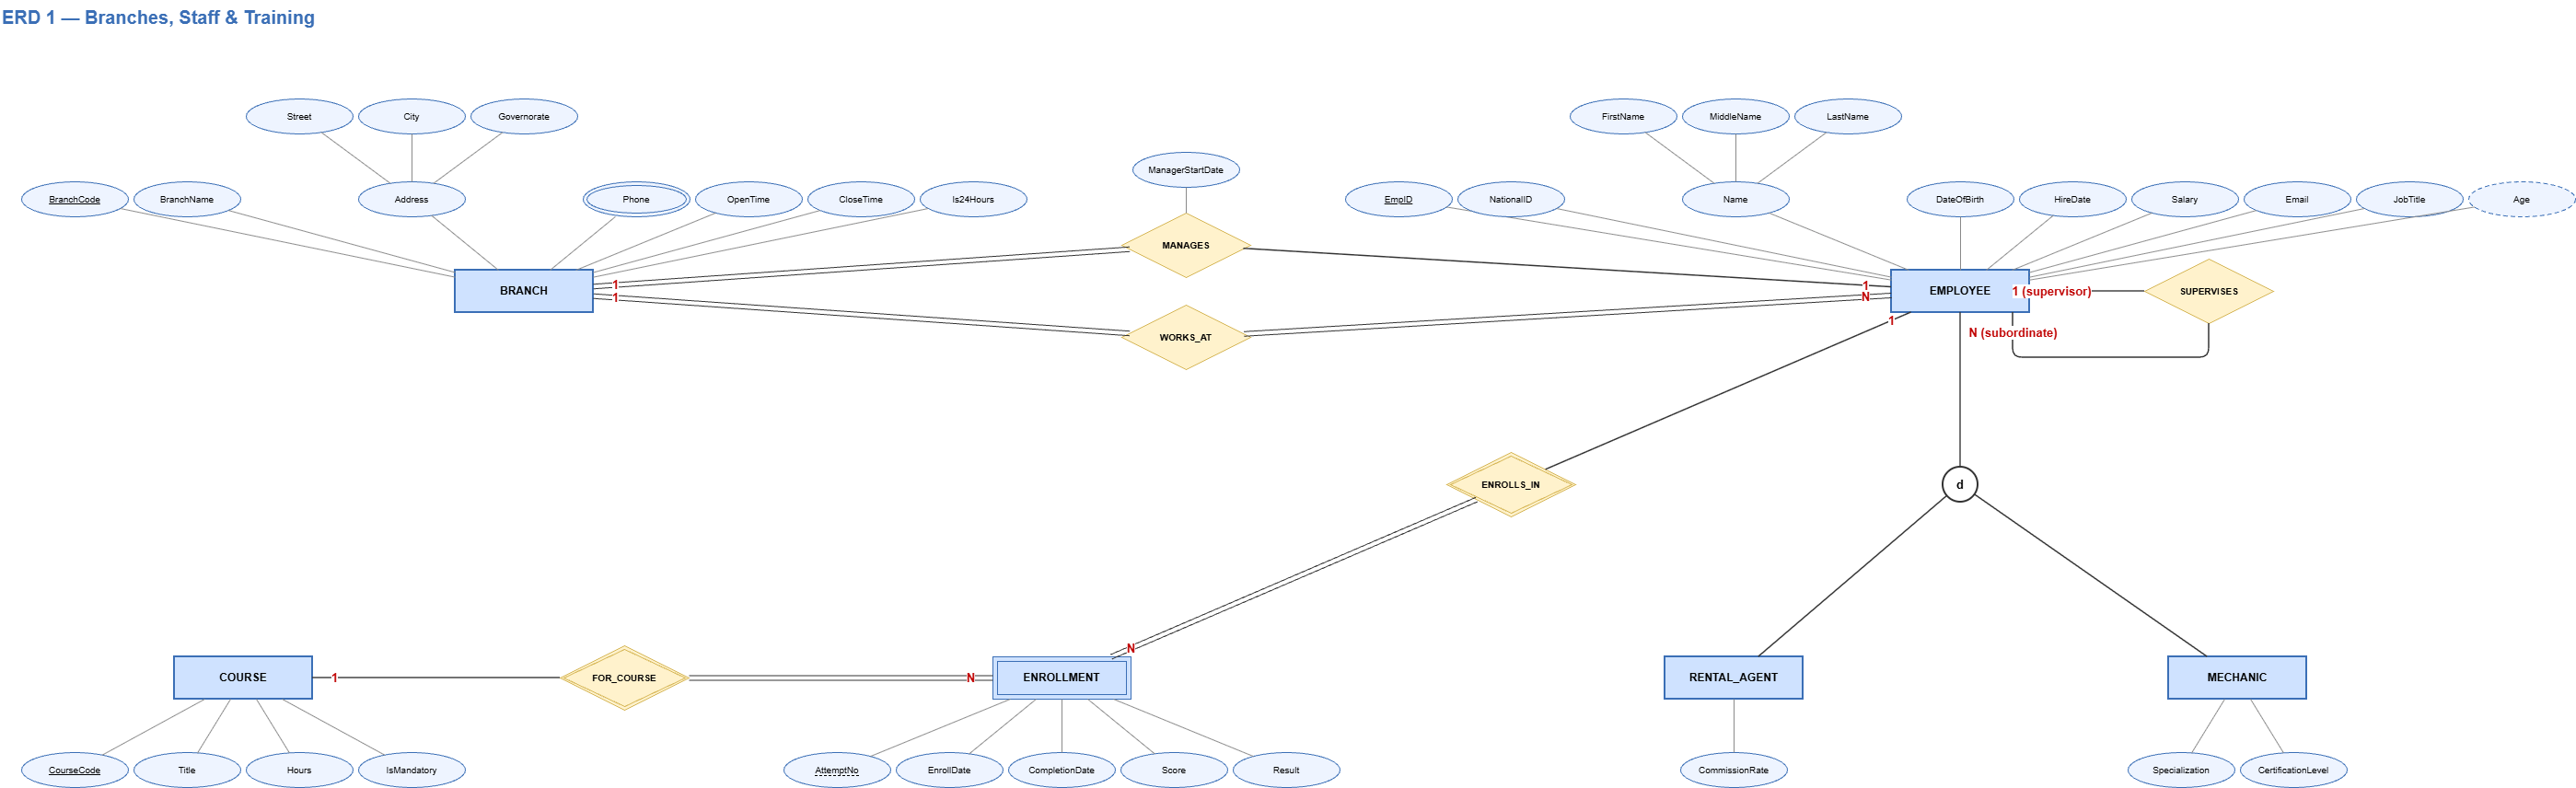 ERD 1 — Branches, Staff & Training
Street
City
Governorate
FirstName
MiddleName
LastName
ManagerStartDate
BranchCode
BranchName
Address
Phone
OpenTime
CloseTime
Is24Hours
EmpID
NationalID
Name
DateOfBirth
HireDate
Salary
Email
JobTitle
Age
MANAGES
BRANCH
1
1
1
N
EMPLOYEE
1 (supervisor)
SUPERVISES
WORKS_AT
1
N (subordinate)
ENROLLS_IN
d
N
COURSE
1
FOR_COURSE
N
ENROLLMENT
RENTAL_AGENT
MECHANIC
CourseCode
Title
Hours
IsMandatory
AttemptNo
EnrollDate
CompletionDate
Score
Result
CommissionRate
Specialization
CertificationLevel